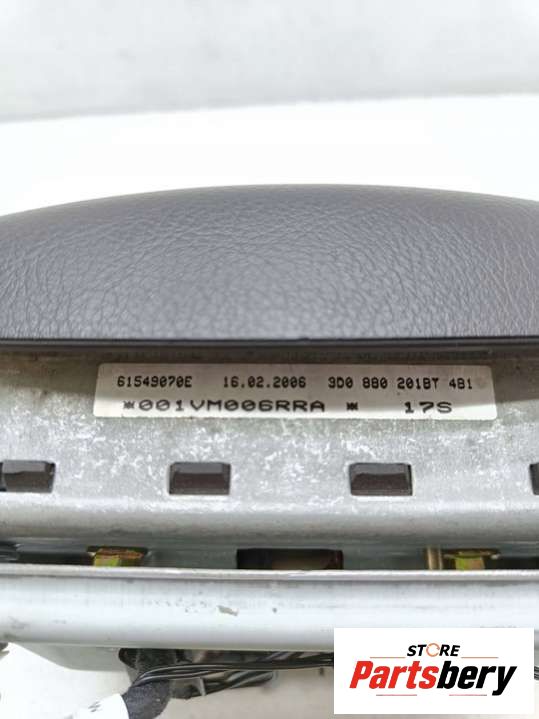 61549070E 16.02.2006 3D0 880 201BT 4B1
*001VM006RRA * 17S
STORE
Partsbery